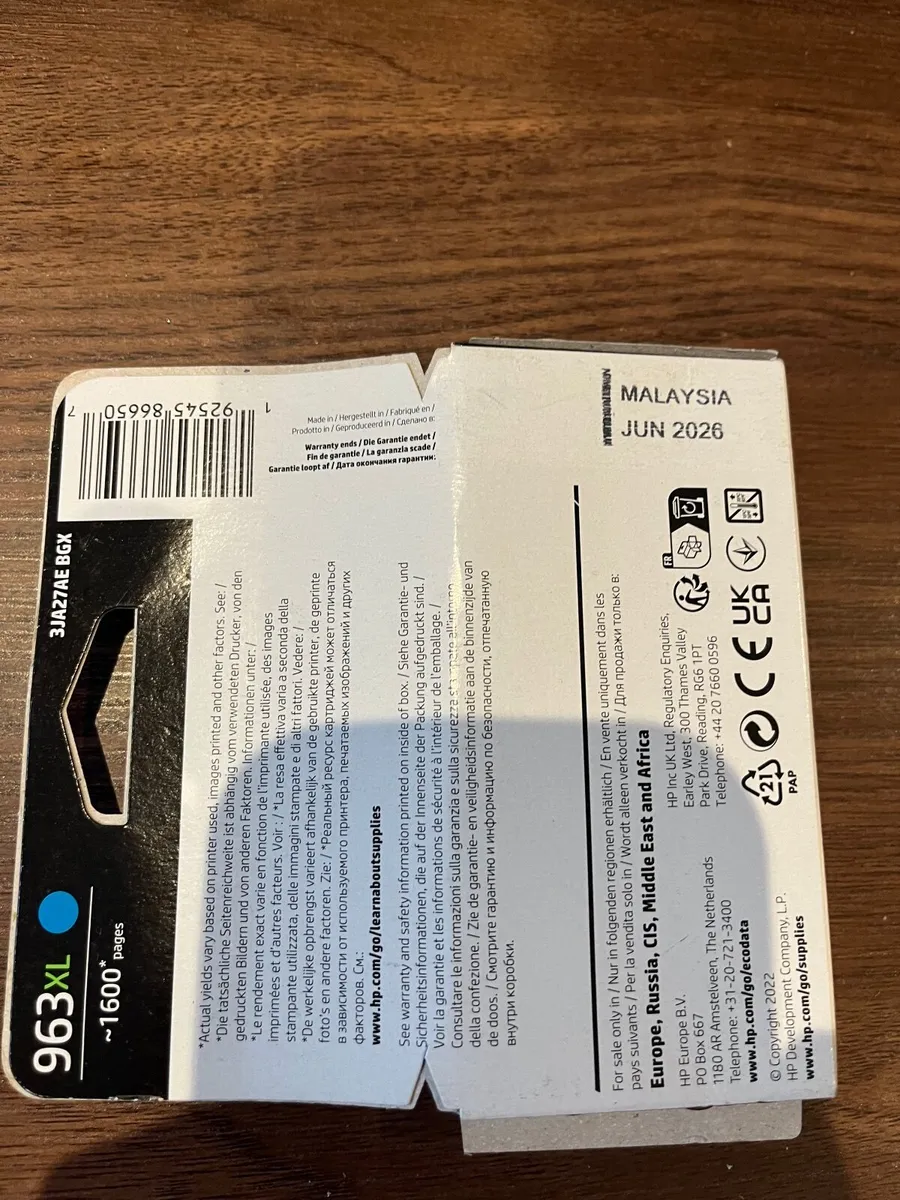 963XL
~1600* pages
3JA27AE BGX
1 92545 86650 7
*Actual yields vary based on printer used, images printed and other factors. See: /
*Die tatsächliche Seitenreichweite ist abhängig vom verwendeten Drucker, von den
gedruckten Bildern und von anderen Faktoren. Informationen unter: /
*Le rendement exact varie en fonction de l'imprimante utilisée, des images
imprimées et d'autres facteurs. Voir : / *La resa effettiva varia a seconda della
stampante utilizzata, delle immagini stampate e di altri fattori. Vedere: /
*De werkelijke opbrengst varieert afhankelijk van de gebruikte printer, de geprinte
foto's en andere factoren. Zie: / *Реальный ресурс картриджей может отличаться
в зависимости от используемого принтера, печатаемых изображений и других
факторов. См.:
www.hp.com/go/learnaboutsupplies
Made in / Hergestellt in / Fabriqué en /
Prodotto in / Geproduceerd in / Сделано в:
Warranty ends / Die Garantie endet /
Fin de garantie / La garanzia scade /
Garantie loopt af / Дата окончания гарантии:
MALAYSIA
JUN 2026
See warranty and safety information printed on inside of box. / Siehe Garantie- und
Sicherheitsinformationen, die auf der Innenseite der Packung aufgedruckt sind. /
Voir la garantie et les informations de sécurité à l'intérieur de l'emballage. /
Consultare le informazioni sulla garanzia e sulla sicurezza stampate all'interno
della confezione. / Zie de garantie- en veiligheidsinformatie aan de binnenzijde van
de doos. / Смотрите гарантию и информацию по безопасности, отпечатанную
внутри коробки.
For sale only in / Nur in folgenden regionen erhältlich / En vente uniquement dans les
pays suivants / Per la vendita solo in / Wordt alleen verkocht in / Для продажи только в:
Europe, Russia, CIS, Middle East and Africa
HP Europe B.V.
PO Box 667
1180 AR Amstelveen, The Netherlands
Telephone: +31-20-721-3400
www.hp.com/go/ecodata
© Copyright 2022
HP Development Company, L.P.
www.hp.com/go/supplies
HP Inc UK Ltd, Regulatory Enquiries,
Earley West, 300 Thames Valley
Park Drive, Reading, RG6 1PT
Telephone: +44 20 7660 0596
FR
21
PAP
CE
UK
CA